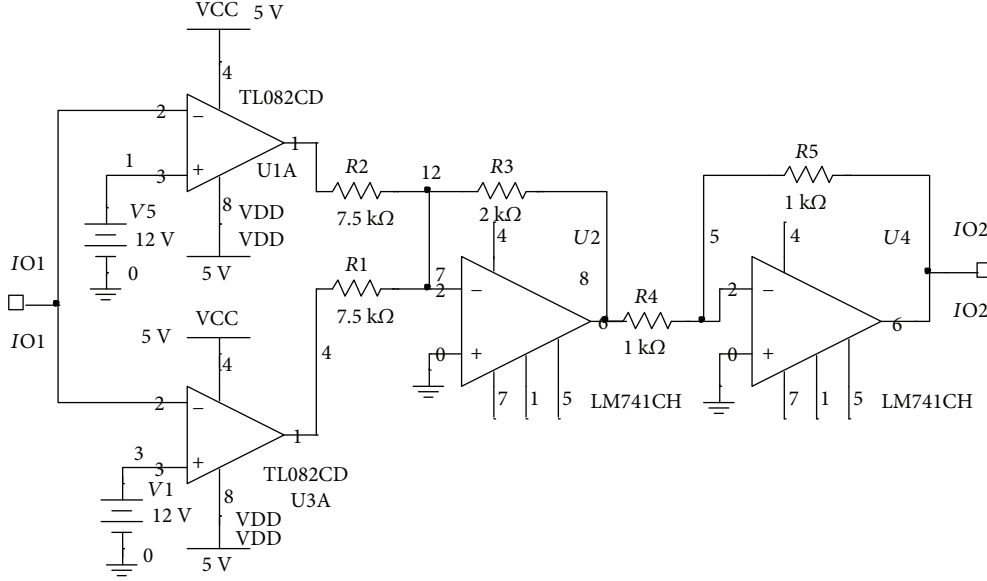 VCC 5 V
4
TL082CD
2
1
1
3
U1A
R2
12
R3
R5
V5
8
VDD
7.5 kΩ
2 kΩ
1 kΩ
12 V
VDD
4
U2
5
4
U4
IO2
IO1
0
5 V
R1
7
2
8
R4
2
VCC
7.5 kΩ
6
6
IO1
5 V
4
4
0
1 kΩ
0
IO2
2
7
1
5
LM741CH
7
1
5
LM741CH
1
3
3
TL082CD
V1
8
U3A
12 V
VDD
VDD
0
5 V